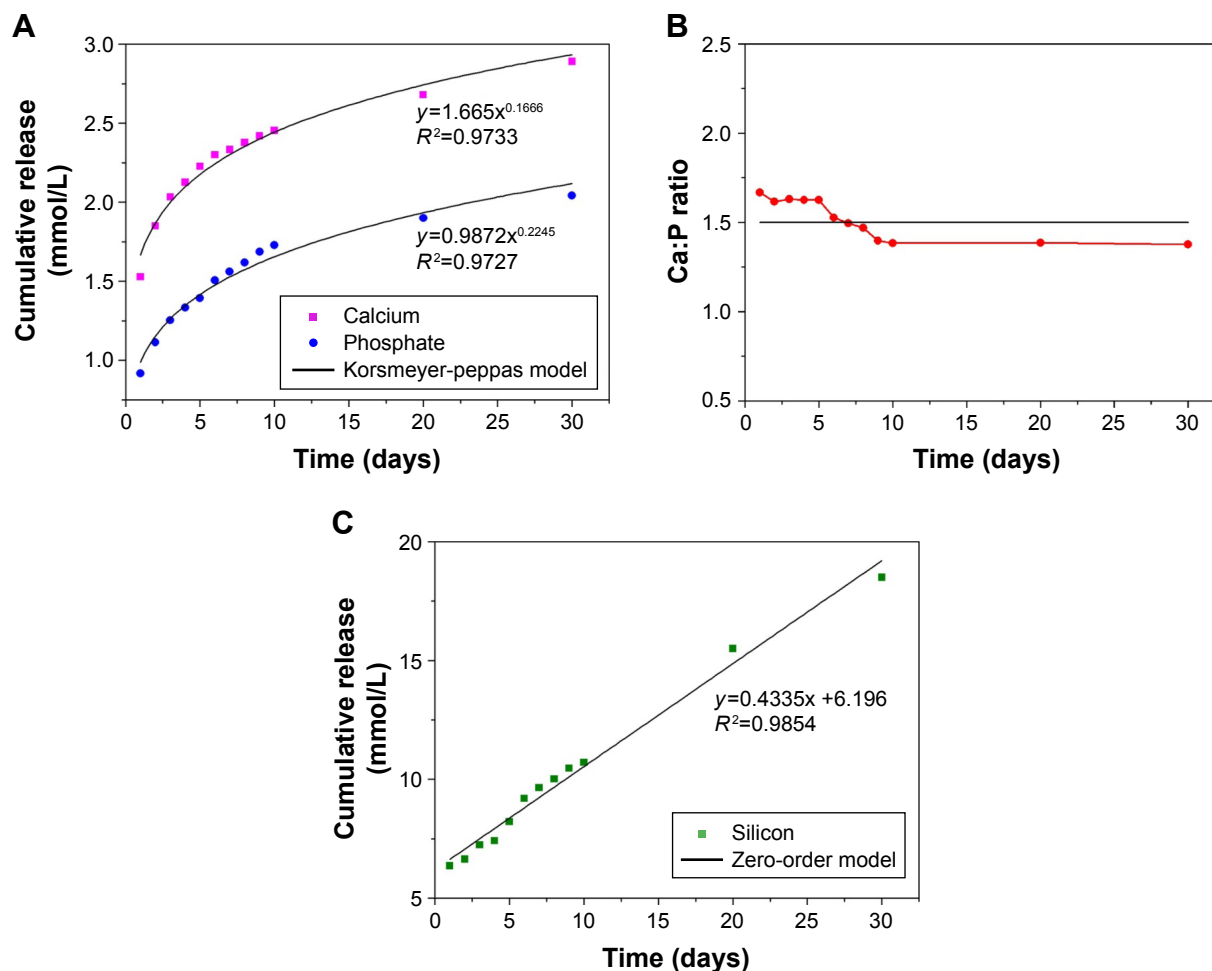 A
Cumulative release
(mmol/L)
3.0
2.5
2.0
1.5
1.0
y=1.665x^0.1666
R²=0.9733
y=0.9872x^0.2245
R²=0.9727
Calcium
Phosphate
Korsmeyer-peppas model
0 5 10 15 20 25 30
Time (days)
B
Ca:P ratio
2.5
2.0
1.5
1.0
0.5
0 5 10 15 20 25 30
Time (days)
C
Cumulative release
(mmol/L)
20
15
10
5
y=0.4335x +6.196
R²=0.9854
Silicon
Zero-order model
0 5 10 15 20 25 30
Time (days)